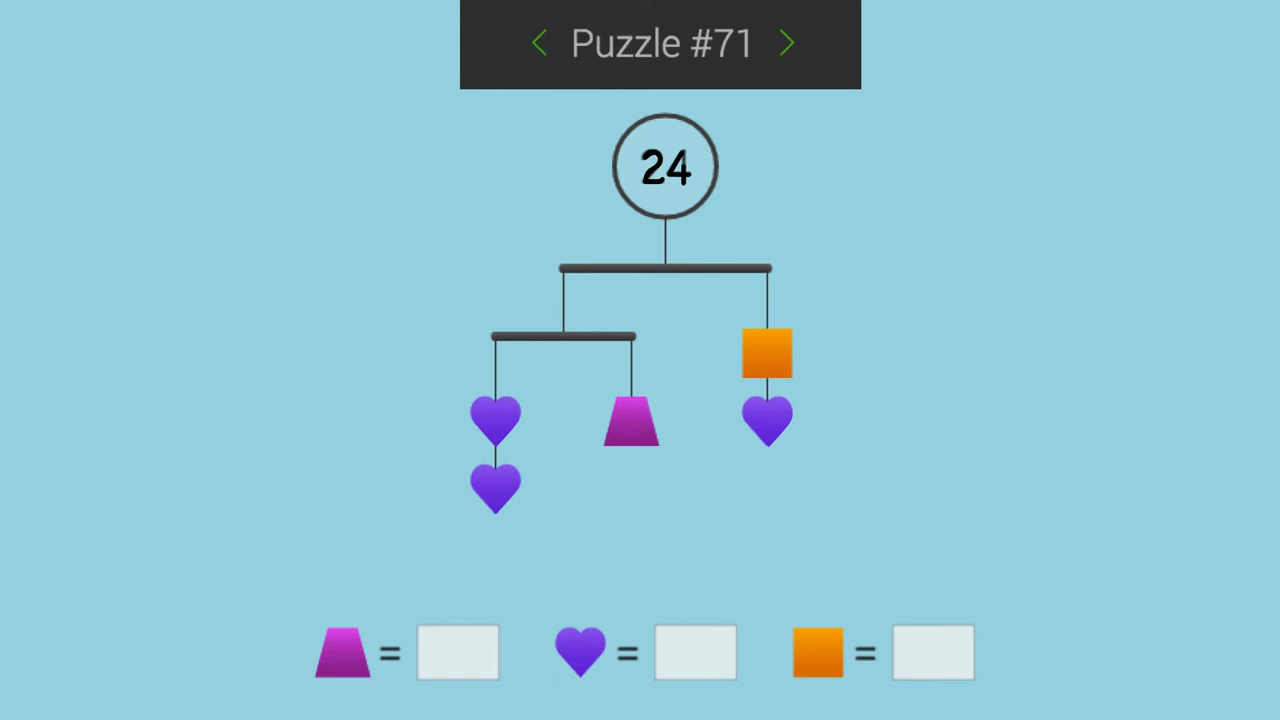 Puzzle #71
24
= = =